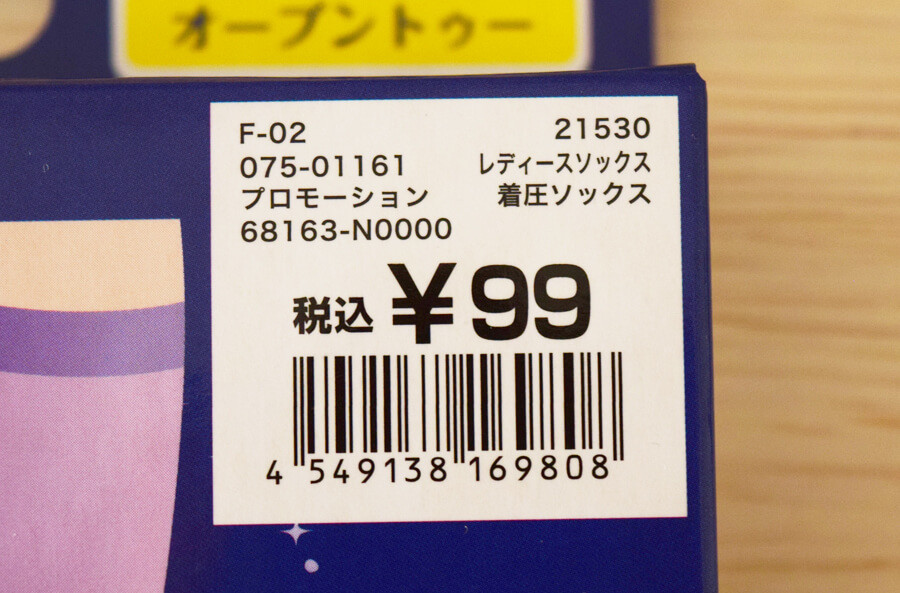 オープントゥー
F-02 21530
075-01161 レディースソックス
プロモーション 着圧ソックス
68163-N0000
税込 ¥99
4 549138 169808